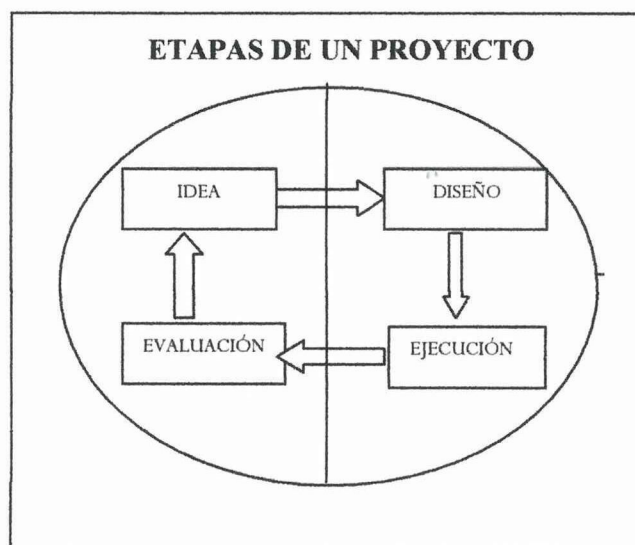 ETAPAS DE UN PROYECTO
IDEA
DISEÑO
EVALUACIÓN
EJECUCIÓN